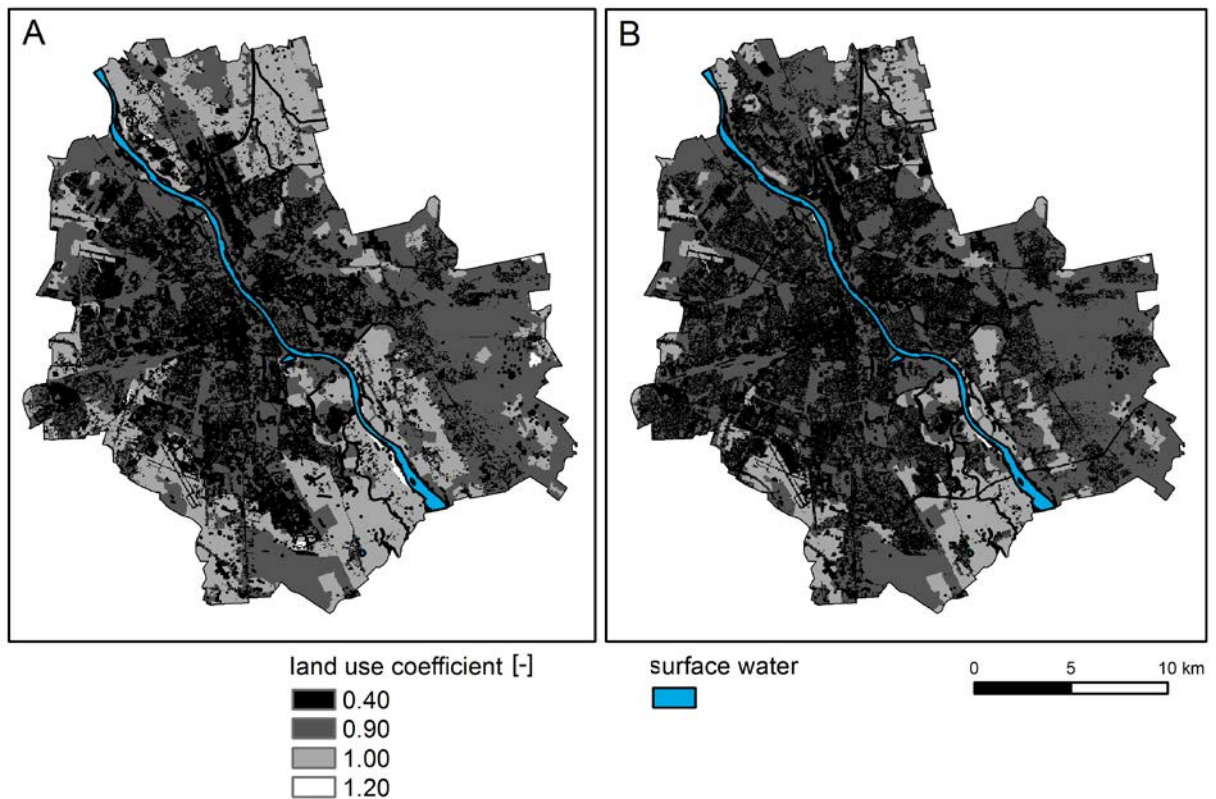 A
B
land use coefficient [-]
0.40
0.90
1.00
1.20
surface water
0 5 10 km